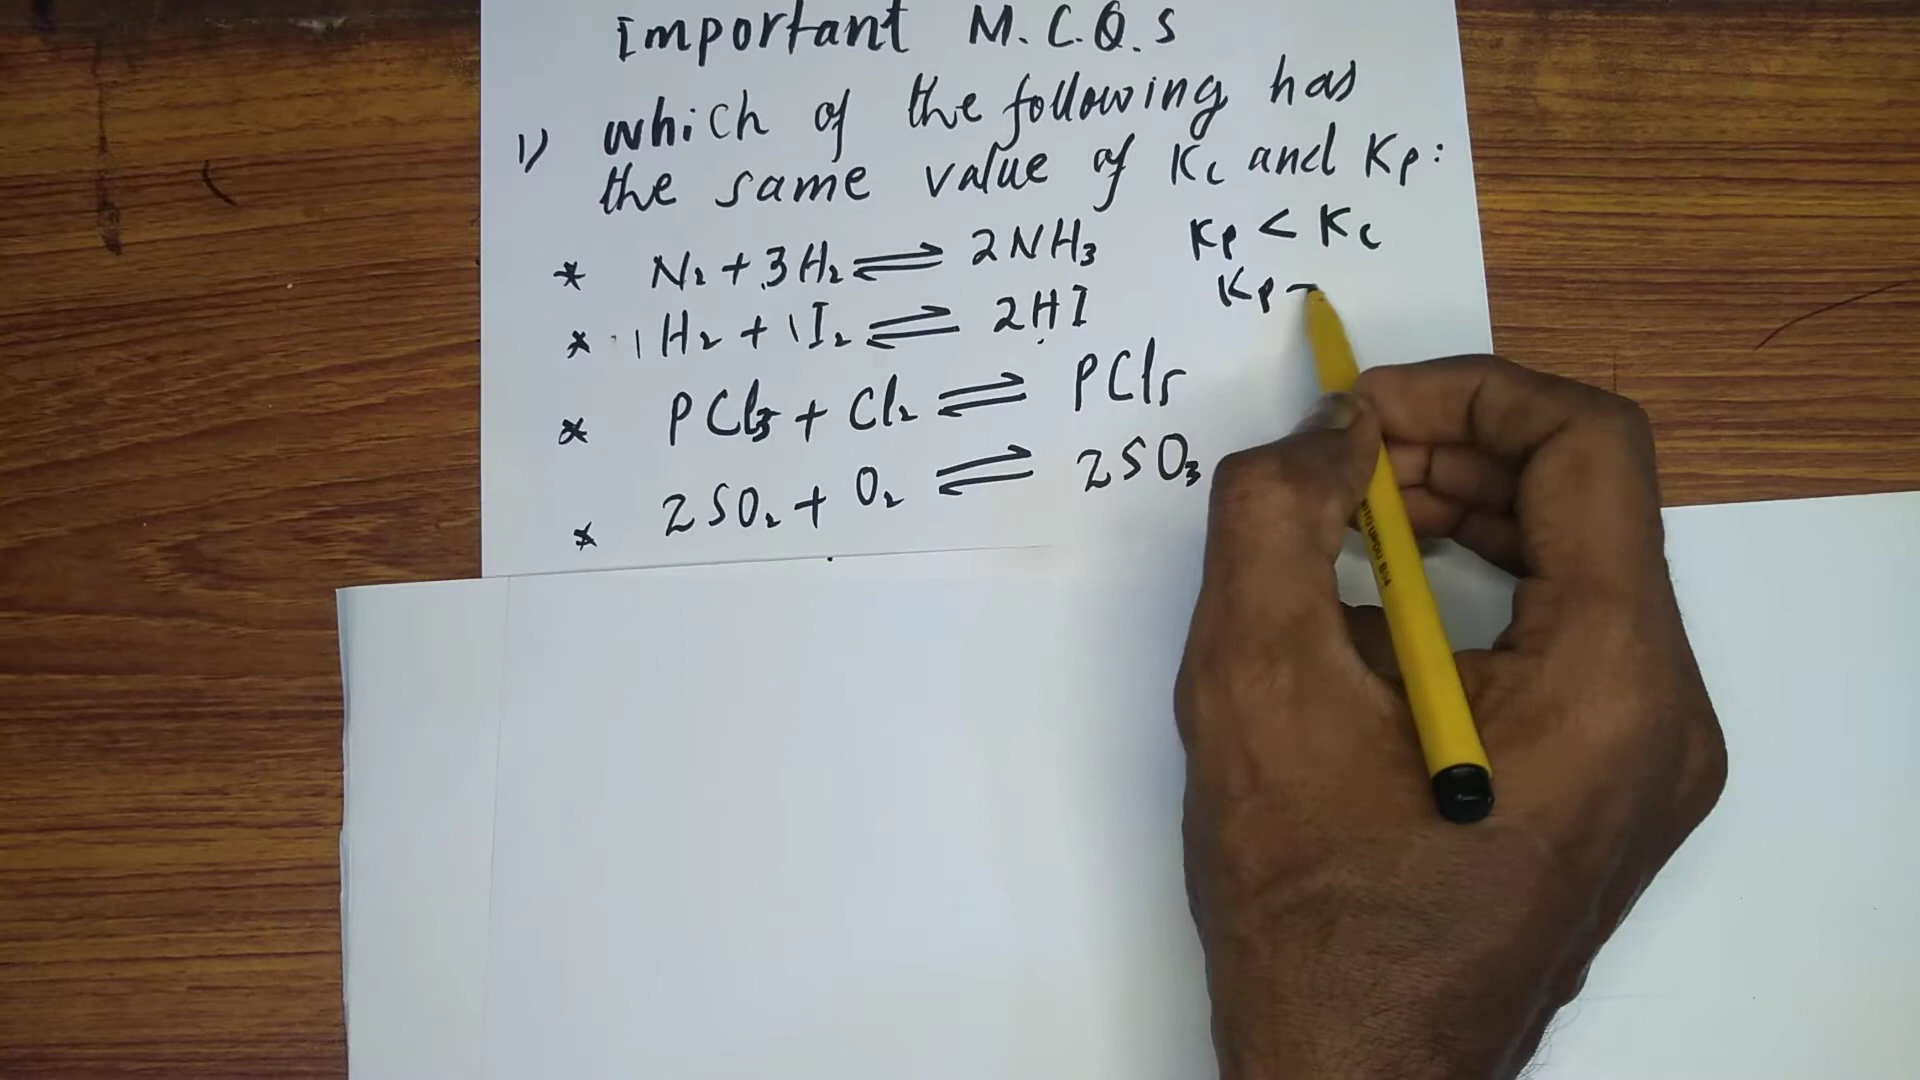 Important M.C.Q.s
1) which of the following has
the same value of Kc and Kp:
* N₂ + 3H₂ ⇌ 2NH₃ Kp < Kc
* 1H₂ + 1I₂ ⇌ 2HI Kp -
* PCl₃ + Cl₂ ⇌ PCl₅
* 2SO₂ + O₂ ⇌ 2SO₃